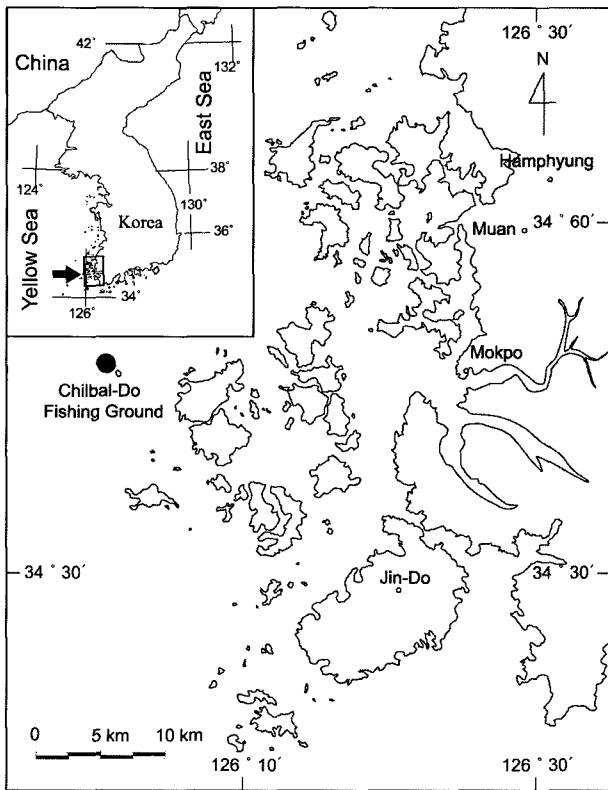 126 ° 30 ′
42 °
China
132 °
N
East Sea
Hamphyung
124 °
38 °
130 °
Korea
36 °
34 ° 60 ′
Muan
Yellow Sea
34 °
126 °
Mokpo
Chilbal-Do
Fishing Ground
34 ° 30 ′
34 ° 30 ′
Jin-Do
0 5 km 10 km
126 ° 10 ′
126 ° 30 ′